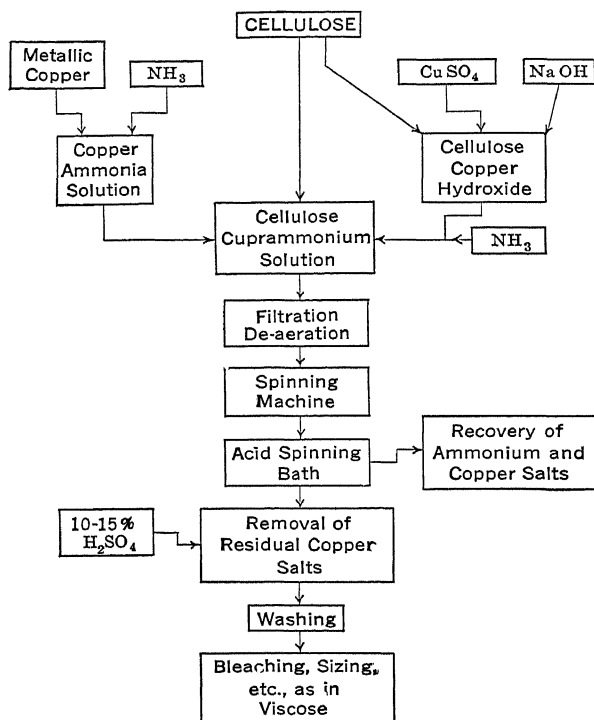 CELLULOSE
Metallic
Copper
NH₃
CuSO₄
NaOH
Copper
Ammonia
Solution
Cellulose
Copper
Hydroxide
Cellulose
Cuprammonium
Solution
NH₃
Filtration
De-aeration
Spinning
Machine
Acid Spinning
Bath
Recovery of
Ammonium and
Copper Salts
10-15%
H₂SO₄
Removal of
Residual Copper
Salts
Washing
Bleaching, Sizing,
etc., as in
Viscose